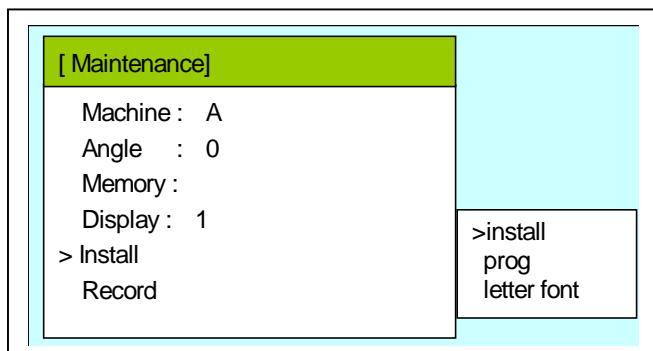 [ Maintenance]
Machine : A
Angle : 0
Memory :
Display : 1
> Install
Record
>install
prog
letter font